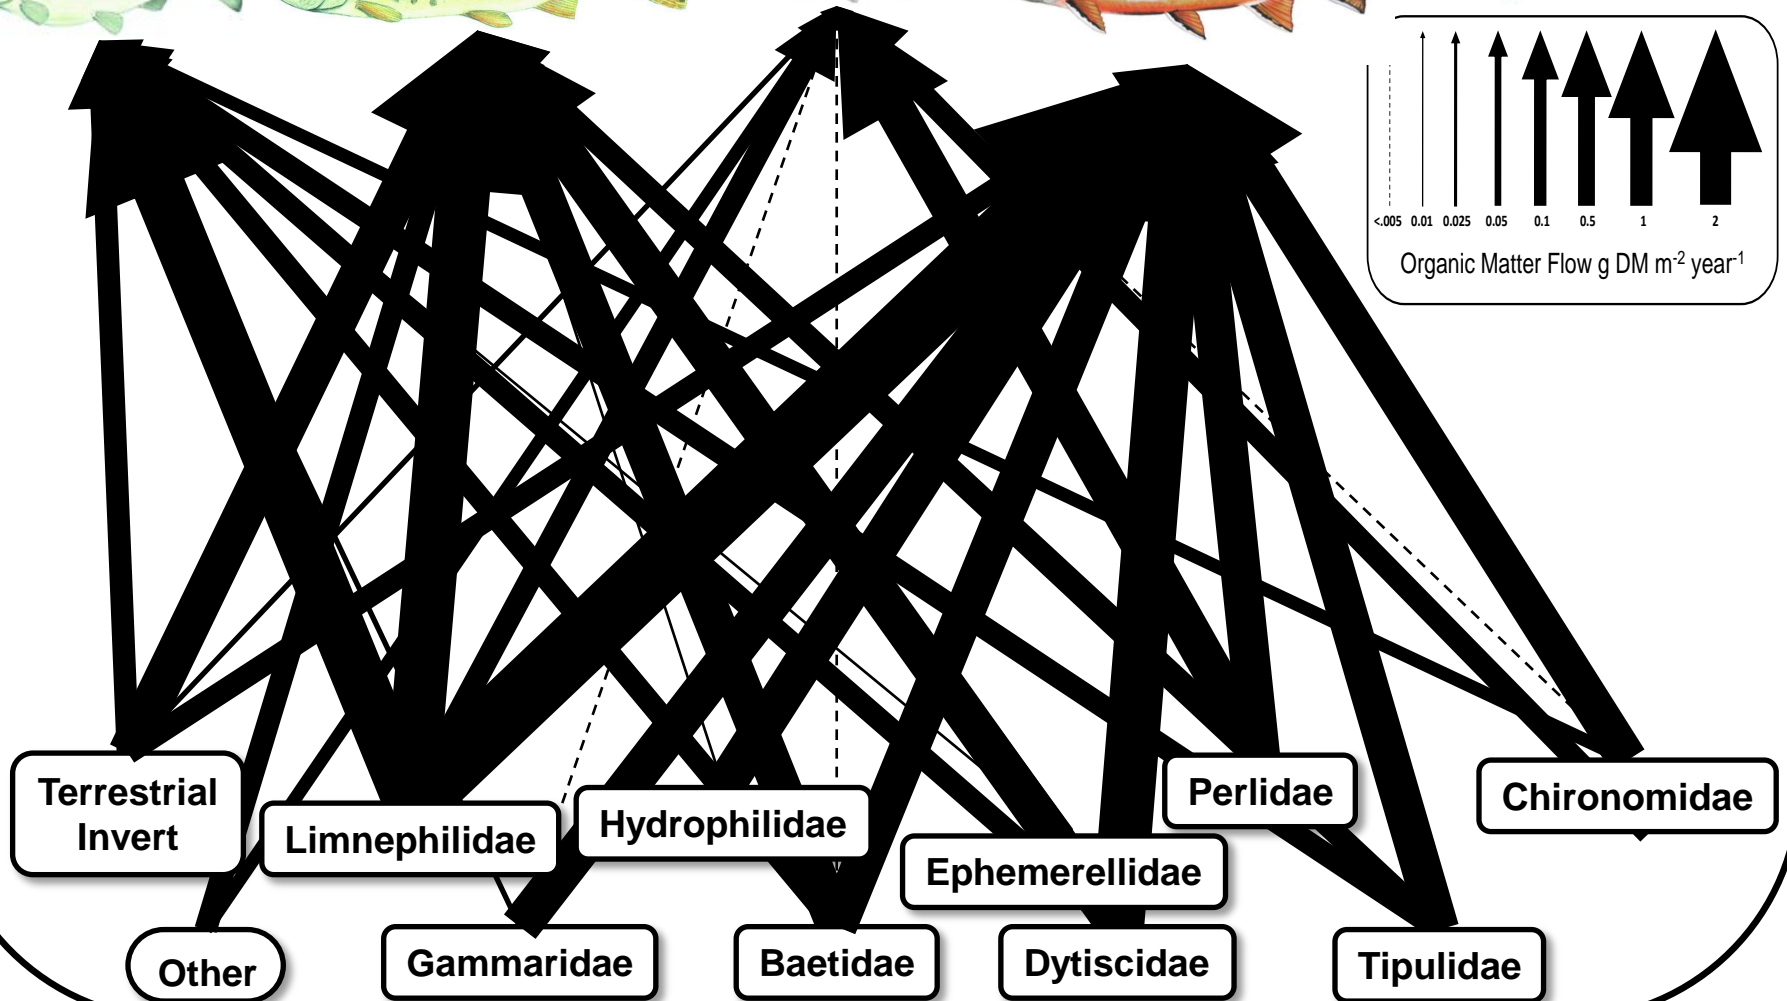 <.005 0.01 0.025 0.05 0.1 0.5 1 2
Organic Matter Flow g DM m⁻² year⁻¹
Terrestrial
Invert
Limnephilidae
Hydrophilidae
Perlidae
Chironomidae
Ephemerellidae
Other
Gammaridae
Baetidae
Dytiscidae
Tipulidae